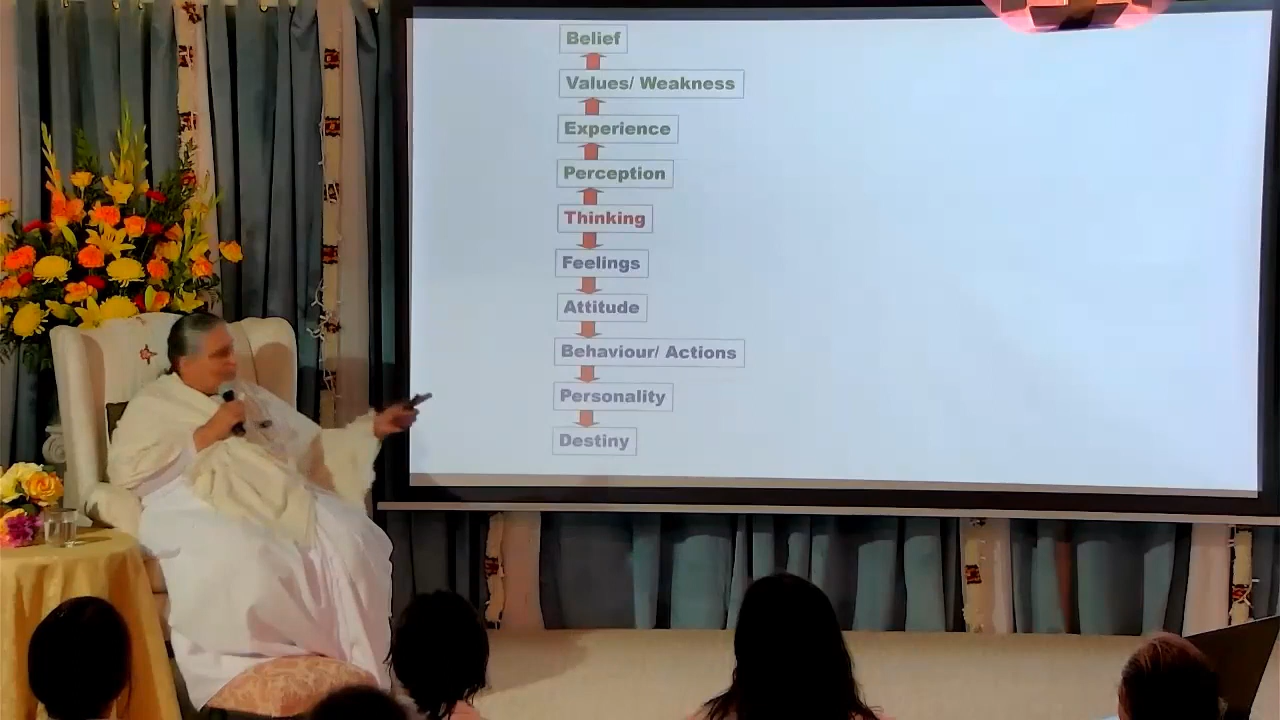 Belief
Values/ Weakness
Experience
Perception
Thinking
Feelings
Attitude
Behaviour/ Actions
Personality
Destiny